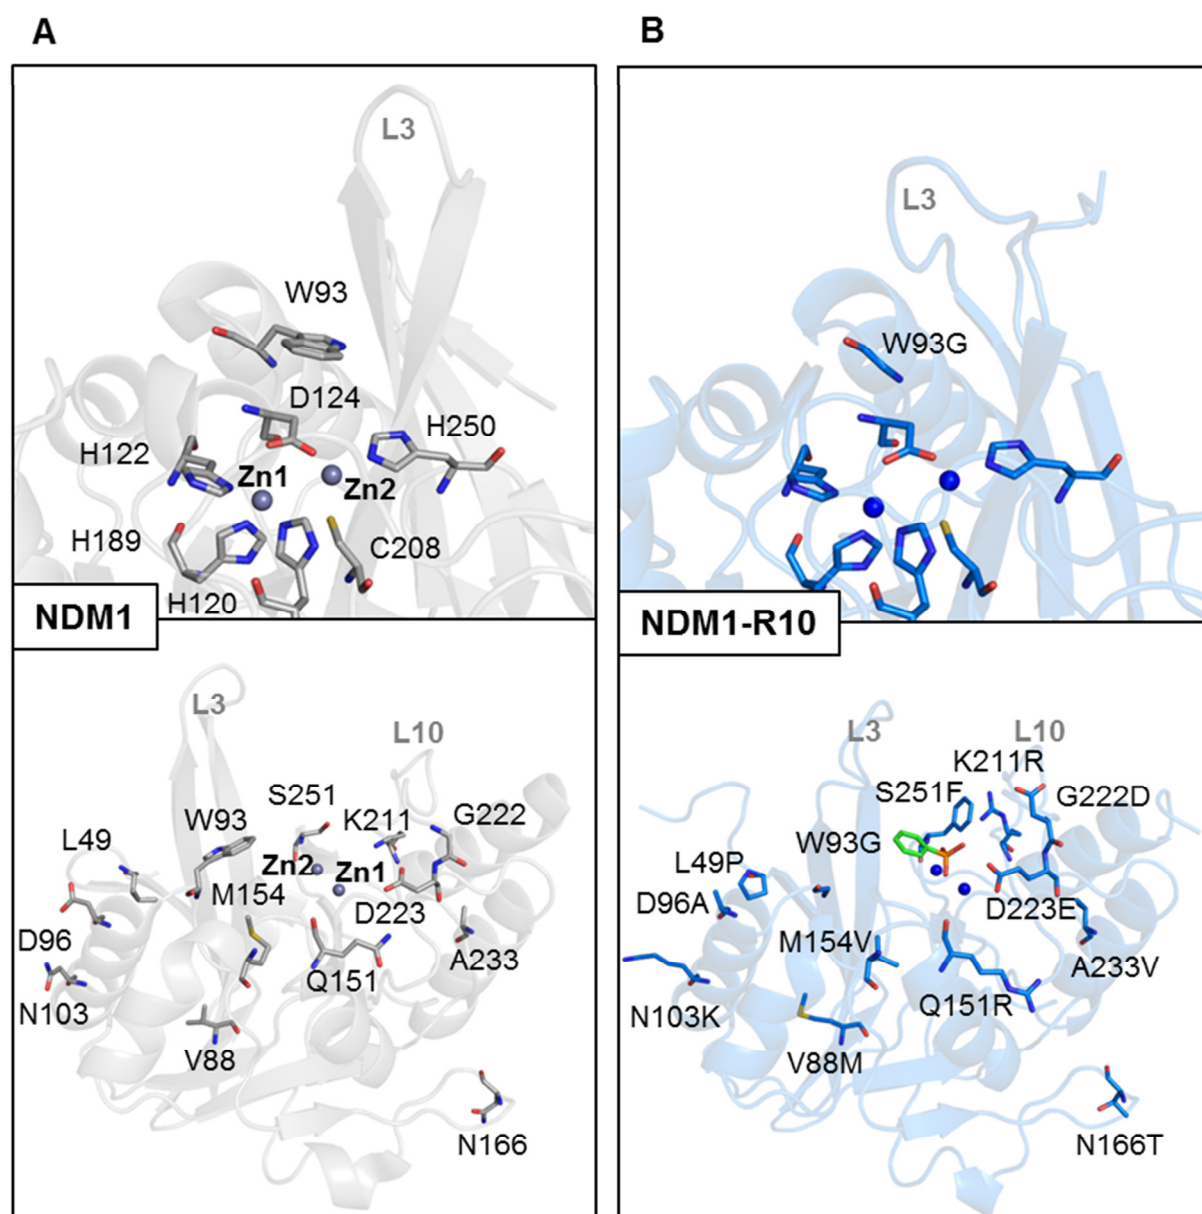 A
B
L3
W93
D124
H122
H250
Zn1
Zn2
H189
C208
H120
NDM1
L3
W93G
NDM1-R10
L3
L10
S251
W93
K211
G222
L49
Zn2
Zn1
M154
D223
D96
Q151
A233
N103
V88
N166
L3
L10
K211R
S251F
G222D
W93G
L49P
D96A
D223E
M154V
A233V
Q151R
N103K
V88M
N166T